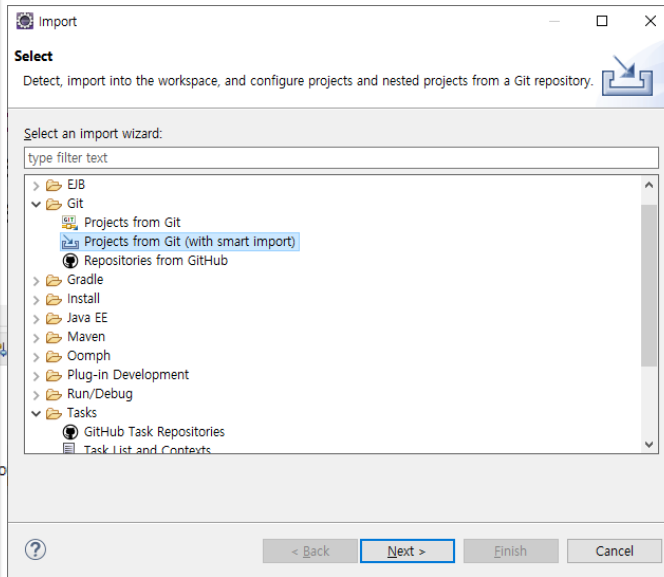 Import
Select
Detect, import into the workspace, and configure projects and nested projects from a Git repository.
Select an import wizard:
type filter text
EJB
Git
Projects from Git
Projects from Git (with smart import)
Repositories from GitHub
Gradle
Install
Java EE
Maven
Oomph
Plug-in Development
Run/Debug
Tasks
GitHub Task Repositories
Task List and Contexts
< Back Next > Finish Cancel